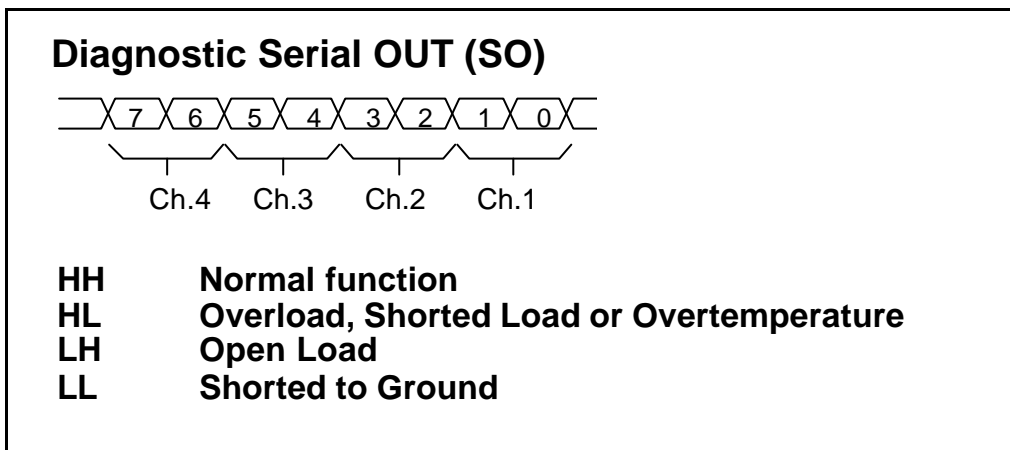 Diagnostic Serial OUT (SO)
7 6 5 4 3 2 1 0
Ch.4 Ch.3 Ch.2 Ch.1
HH Normal function
HL Overload, Shorted Load or Overtemperature
LH Open Load
LL Shorted to Ground